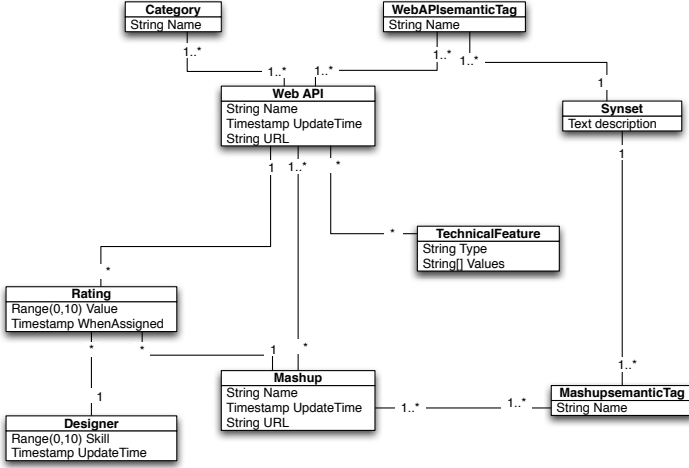 Category
String Name
WebAPIsemanticTag
String Name
1..*
1..*
1..*
1..*
1..*
1
Web API
String Name
Timestamp UpdateTime
String URL
Synset
Text description
1
1..*
*
1
*
TechnicalFeature
String Type
String[] Values
*
Rating
Range(0,10) Value
Timestamp WhenAssigned
*
*
1
*
1..*
Mashup
String Name
Timestamp UpdateTime
String URL
MashupsemanticTag
String Name
1
1..*
1..*
Designer
Range(0,10) Skill
Timestamp UpdateTime